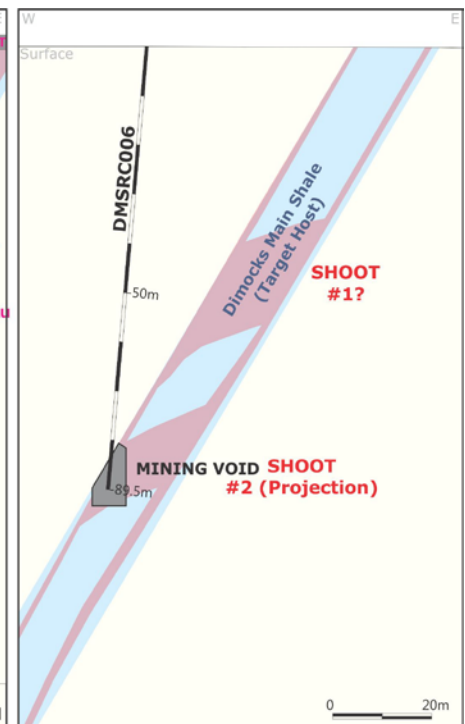 W
E
Surface
DMSRC006
50m
Dimocks Main Shale
(Target Host)
SHOOT
#1?
MINING VOID SHOOT
#2 (Projection)
89.5m
0 20m